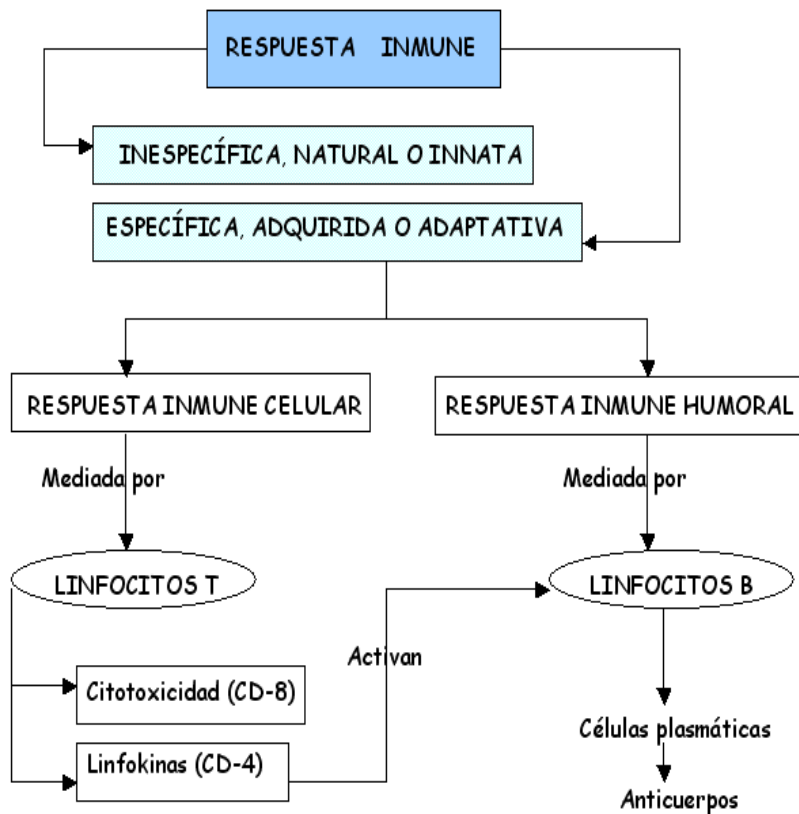 RESPUESTA INMUNE
INESPECÍFICA, NATURAL O INNATA
ESPECÍFICA, ADQUIRIDA O ADAPTATIVA
RESPUESTA INMUNE CELULAR
RESPUESTA INMUNE HUMORAL
Mediada por
Mediada por
LINFOCITOS T
LINFOCITOS B
Activan
Citotoxicidad (CD-8)
Linfokinas (CD-4)
Células plasmáticas
Anticuerpos